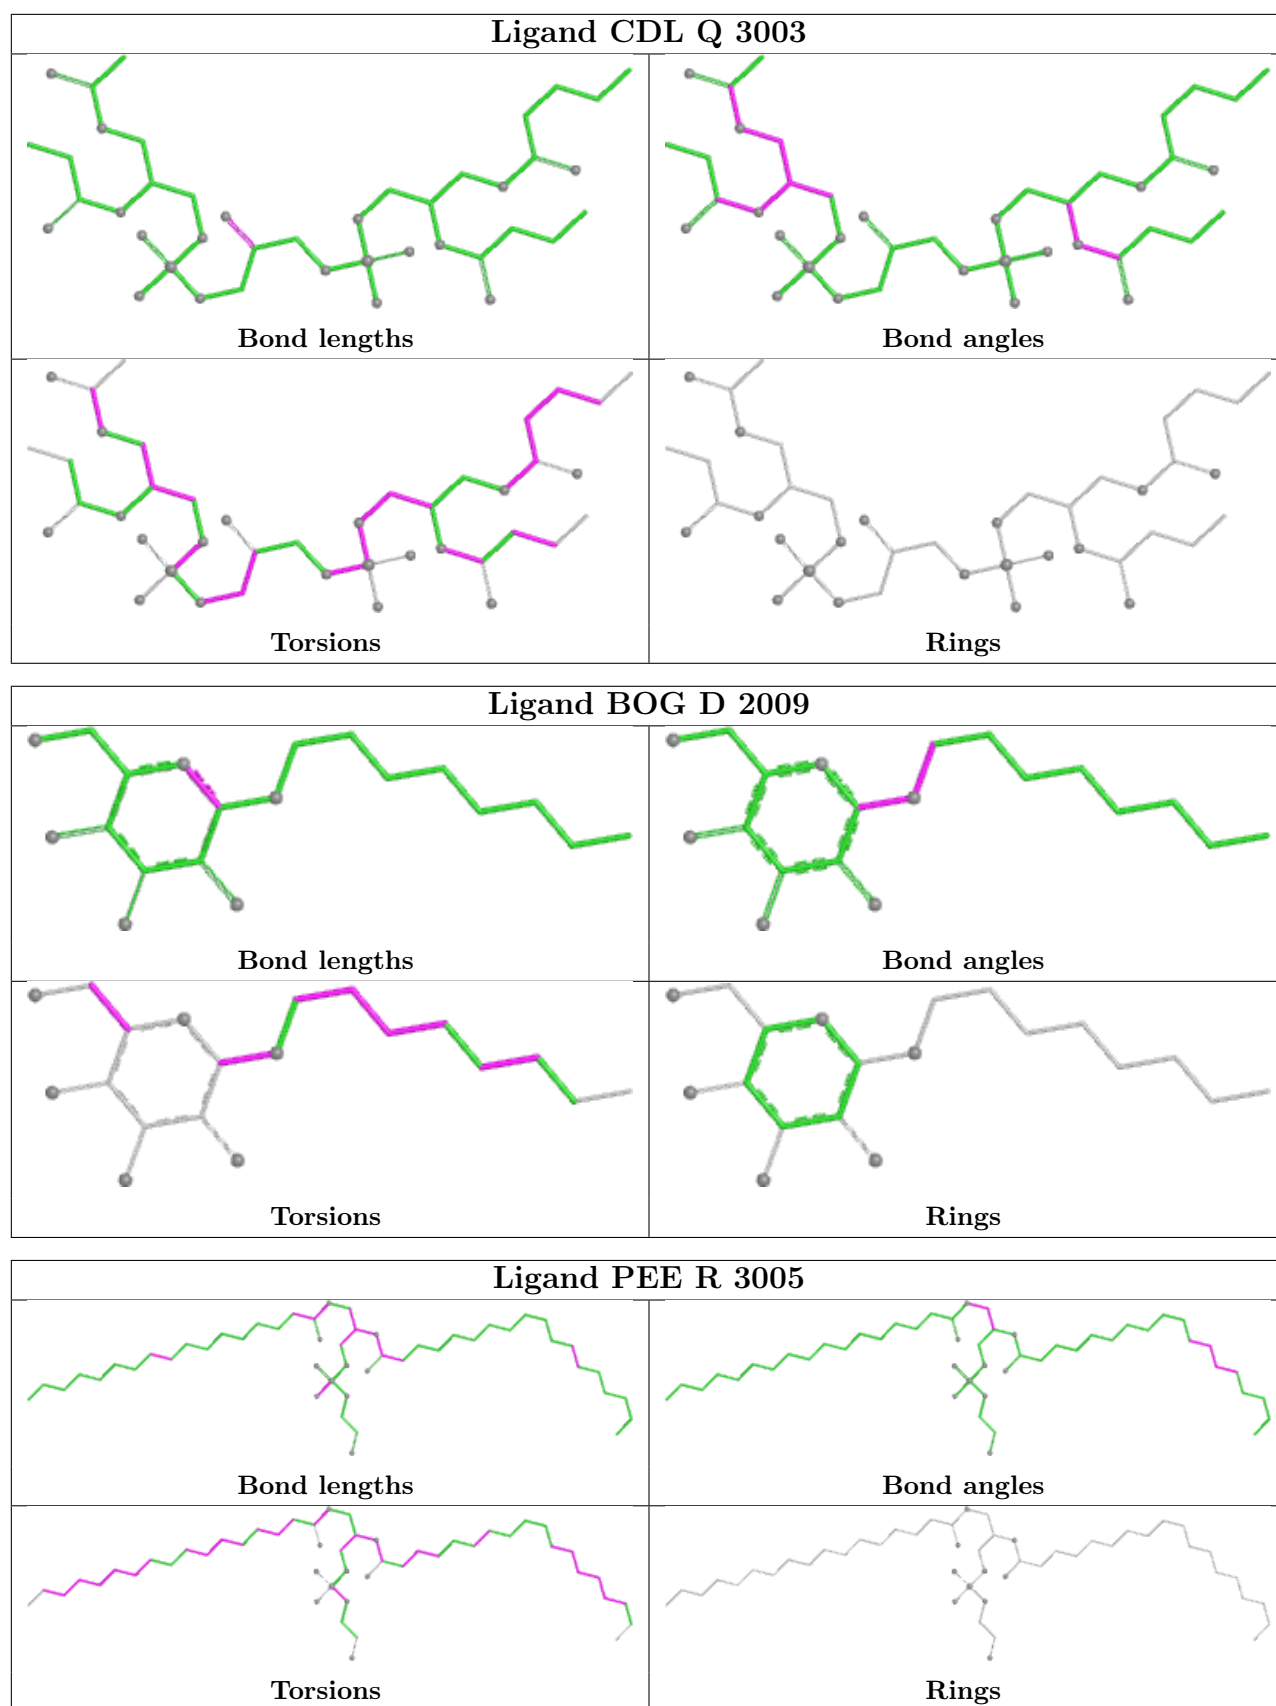 Ligand CDL Q 3003
Bond lengths
Bond angles
Torsions
Rings
Ligand BOG D 2009
Bond lengths
Bond angles
Torsions
Rings
Ligand PEE R 3005
Bond lengths
Bond angles
Torsions
Rings